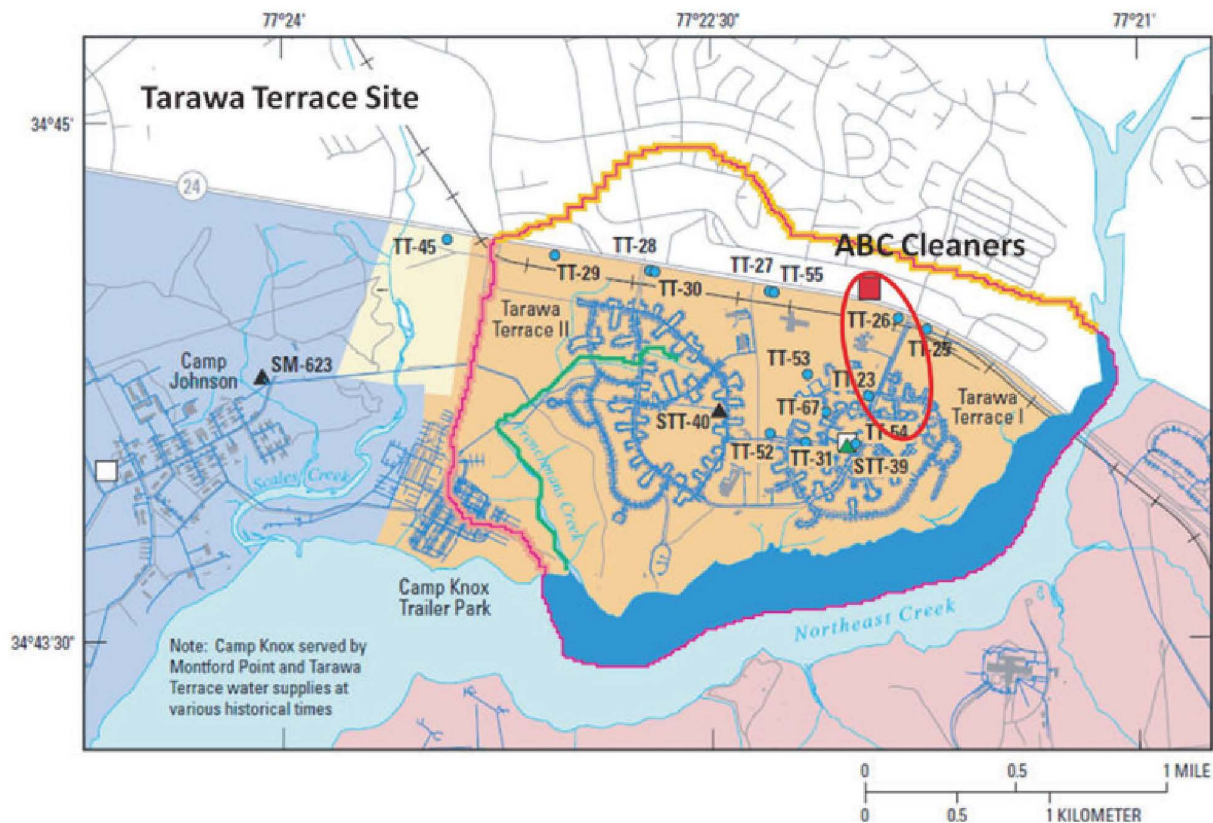 77°24'
77°22'30"
77°21'
Tarawa Terrace Site
34°45'
24
ABC Cleaners
TT-45
TT-28
TT-29
TT-30
TT-27
TT-55
TT-26
TT-25
Tarawa
Terrace II
Camp
Johnson
SM-623
TT-53
TT-23
Tarawa
Terrace I
TT-67
STT-40
TT-54
TT-52
TT-31
STT-39
Scales Creek
Frenchmans Creek
Camp Knox
Trailer Park
Northeast Creek
34°43'30"
Note: Camp Knox served by
Montford Point and Tarawa
Terrace water supplies at
various historical times
0 0.5 1 MILE
0 0.5 1 KILOMETER